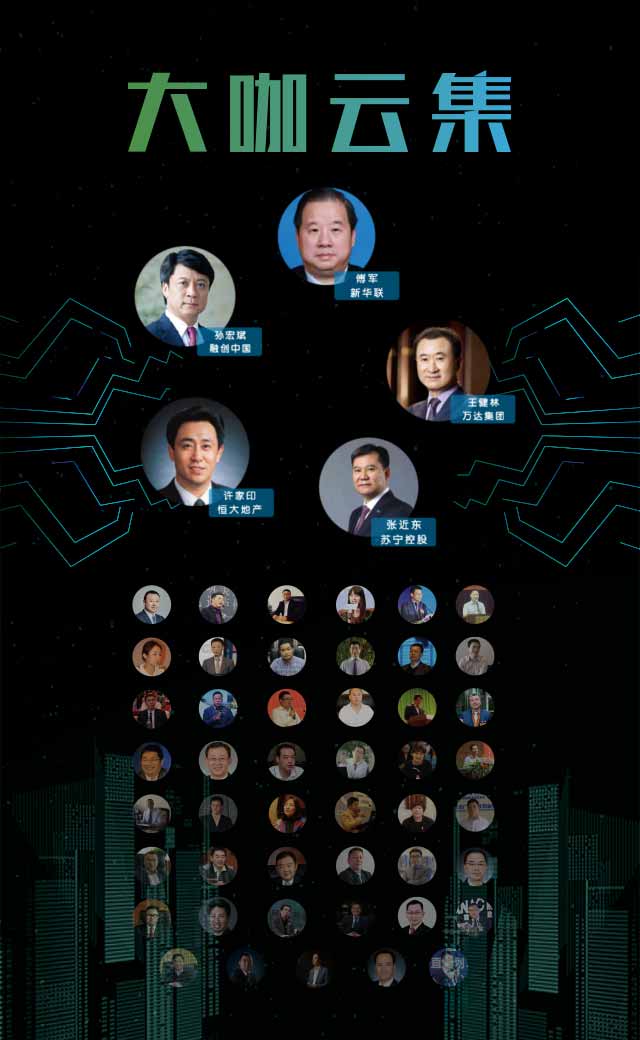 大咖云集
傅军
新华联
孙宏斌
融创中国
王健林
万达集团
许家印
恒大地产
张近东
苏宁控股